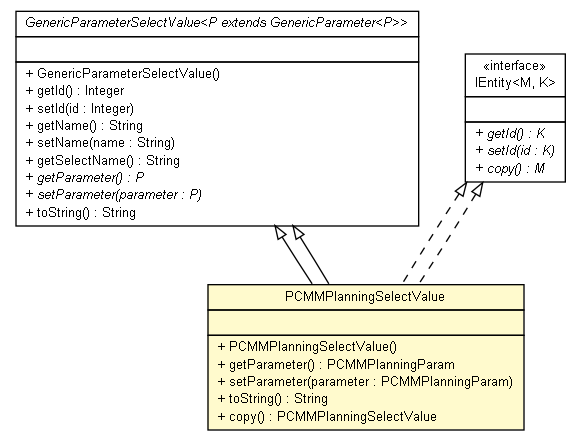 GenericParameterSelectValue<P extends GenericParameter<P>>
+ GenericParameterSelectValue()
+ getId() : Integer
+ setId(id : Integer)
+ getName() : String
+ setName(name : String)
+ getSelectName() : String
+ getParameter() : P
+ setParameter(parameter : P)
+ toString() : String
«interface»
IEntity<M, K>
+ getId() : K
+ setId(id : K)
+ copy() : M
PCMMPlanningSelectValue
+ PCMMPlanningSelectValue()
+ getParameter() : PCMMPlanningParam
+ setParameter(parameter : PCMMPlanningParam)
+ toString() : String
+ copy() : PCMMPlanningSelectValue